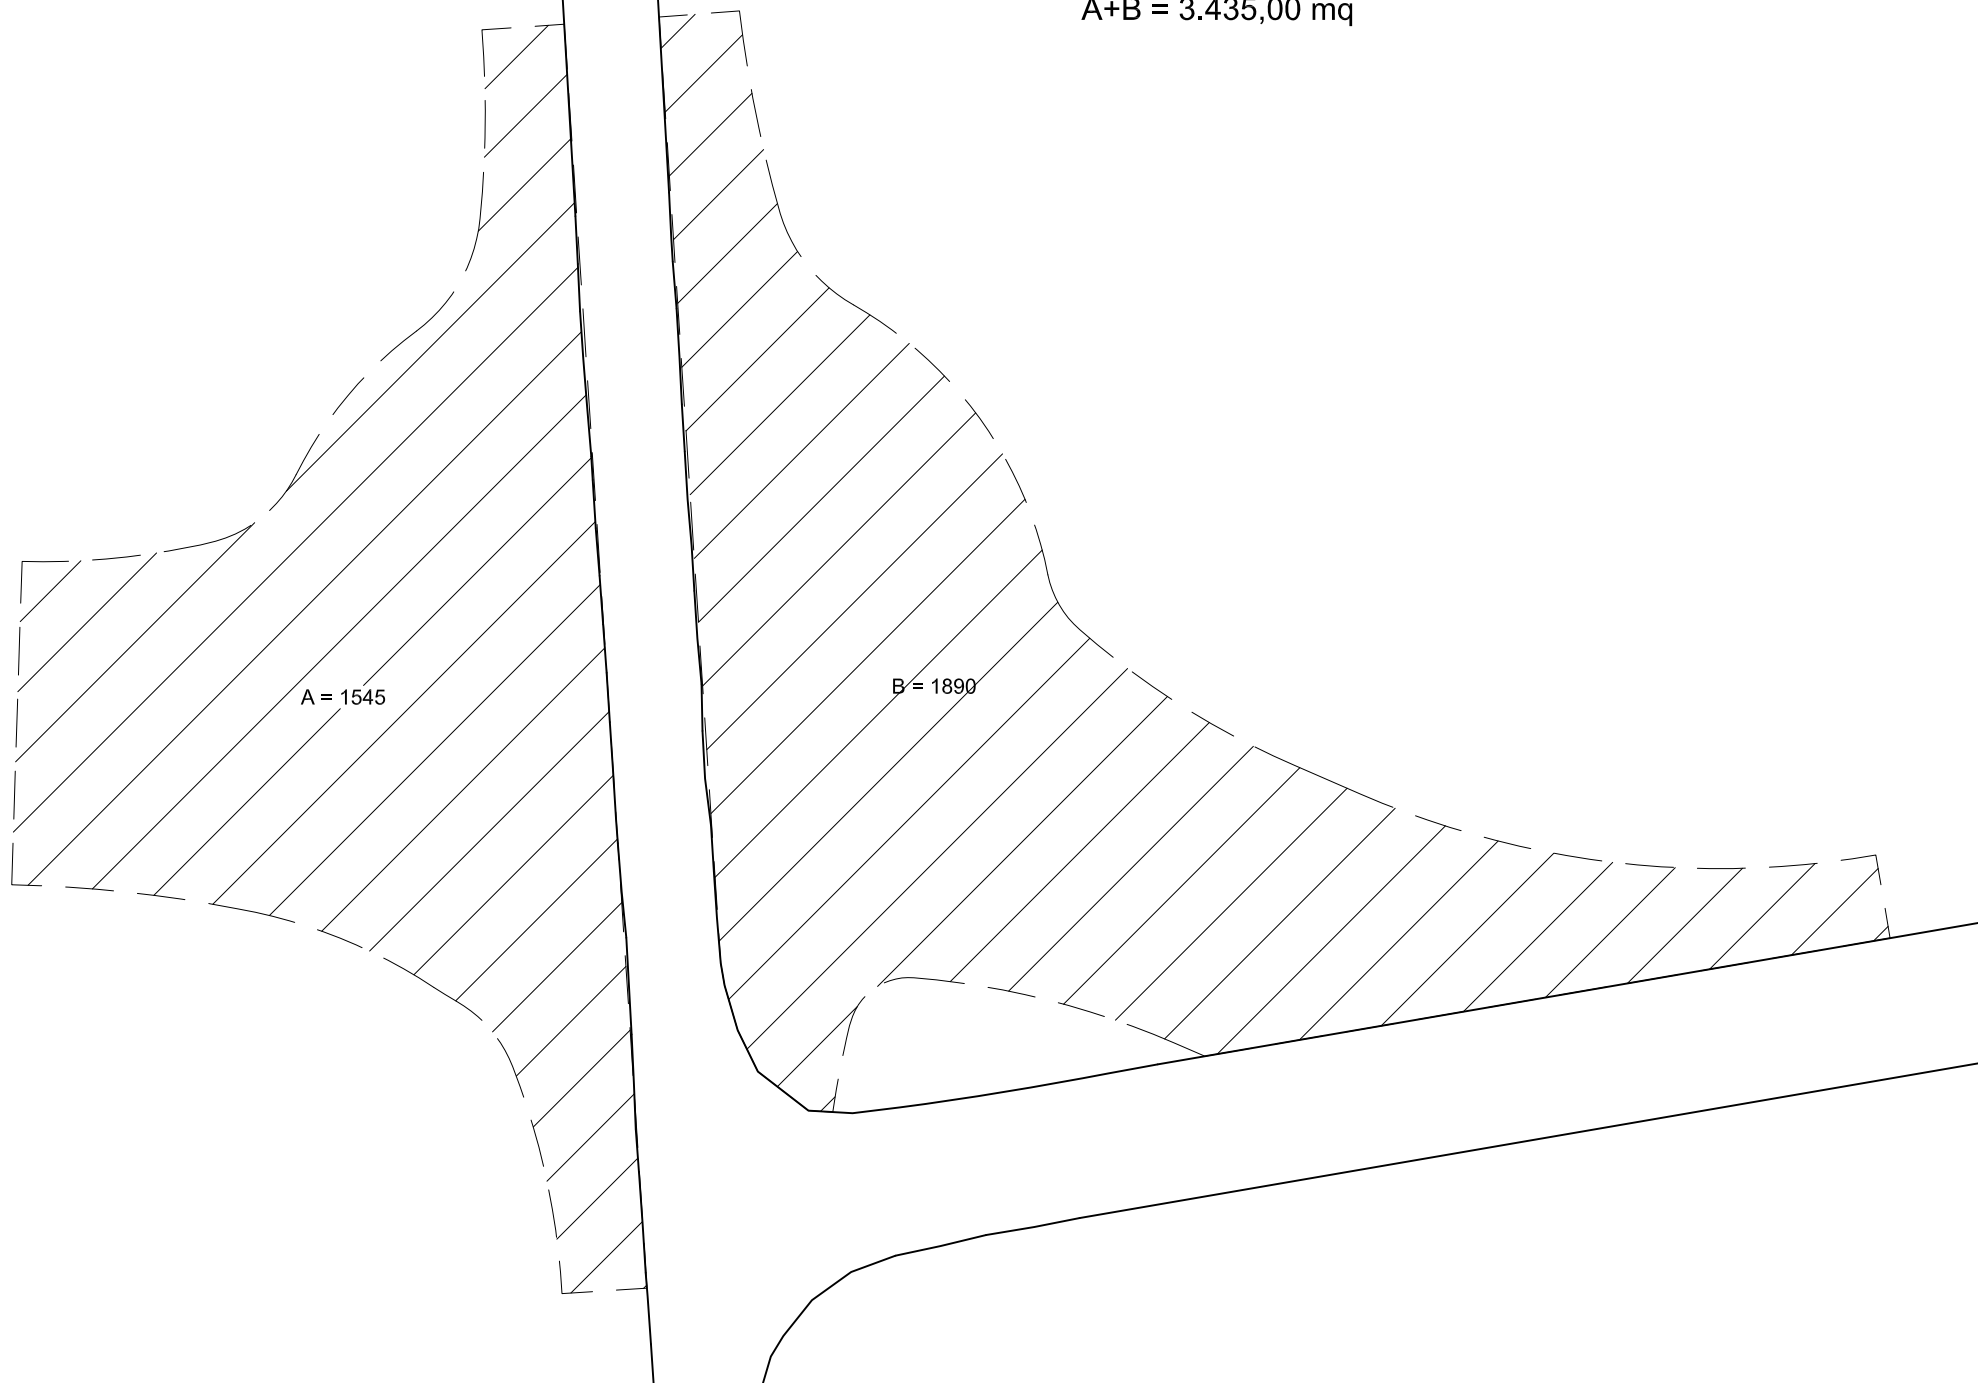 A+B = 3.435,00 mq
A = 1545
B = 1890